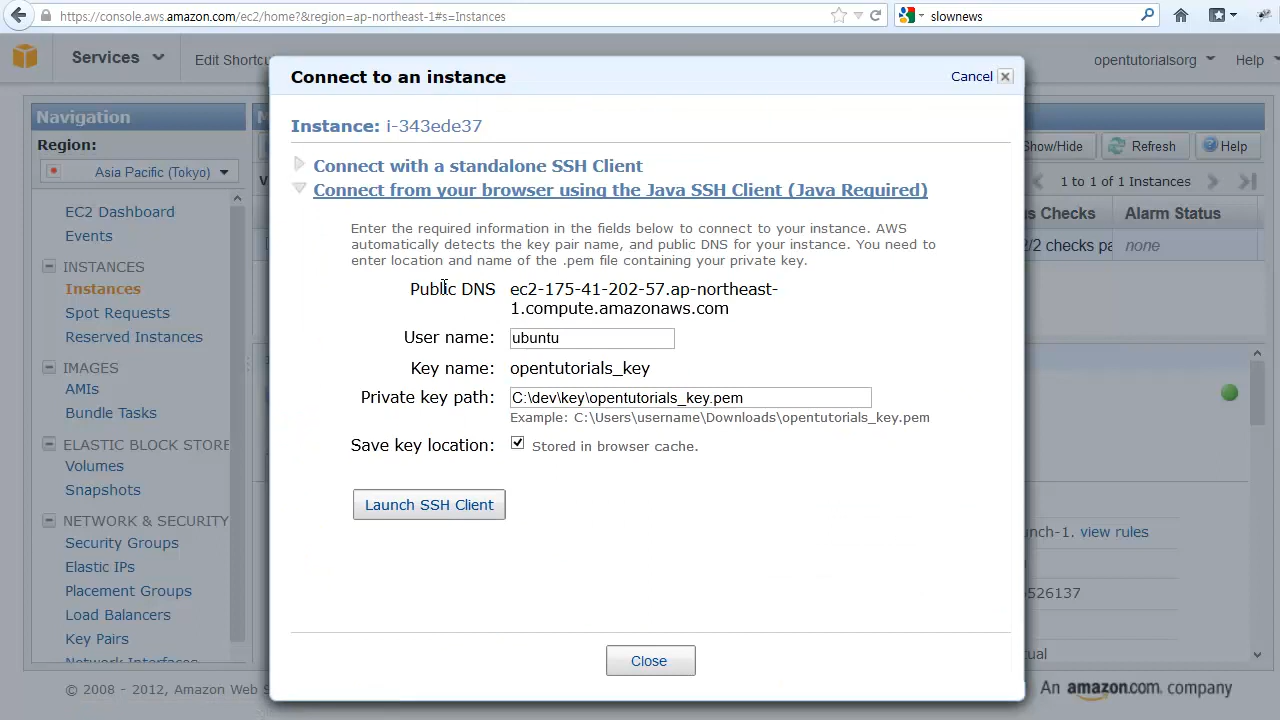 https://console.aws.amazon.com/ec2/home?&region=ap-northeast-1#s=Instances
slownews
Services
Edit Shortcu
opentutorialsorg
Help
Connect to an instance
Cancel
Navigation
Region:
Asia Pacific (Tokyo)
EC2 Dashboard
Events
INSTANCES
Instances
Spot Requests
Reserved Instances
IMAGES
AMIs
Bundle Tasks
ELASTIC BLOCK STORE
Volumes
Snapshots
NETWORK & SECURITY
Security Groups
Elastic IPs
Placement Groups
Load Balancers
Key Pairs
Network Interfaces
Instance: i-343ede37
Connect with a standalone SSH Client
Connect from your browser using the Java SSH Client (Java Required)
Enter the required information in the fields below to connect to your instance. AWS
automatically detects the key pair name, and public DNS for your instance. You need to
enter location and name of the .pem file containing your private key.
Public DNS ec2-175-41-202-57.ap-northeast-
1.compute.amazonaws.com
User name: ubuntu
Key name: opentutorials_key
Private key path: C:\dev\key\opentutorials_key.pem
Example: C:\Users\username\Downloads\opentutorials_key.pem
Save key location: Stored in browser cache.
Launch SSH Client
Close
Show/Hide
Refresh
Help
1 to 1 of 1 Instances
Checks
Alarm Status
2/2 checks pa
none
nch-1. view rules
526137
© 2008 - 2012, Amazon Web S
An amazon.com. company